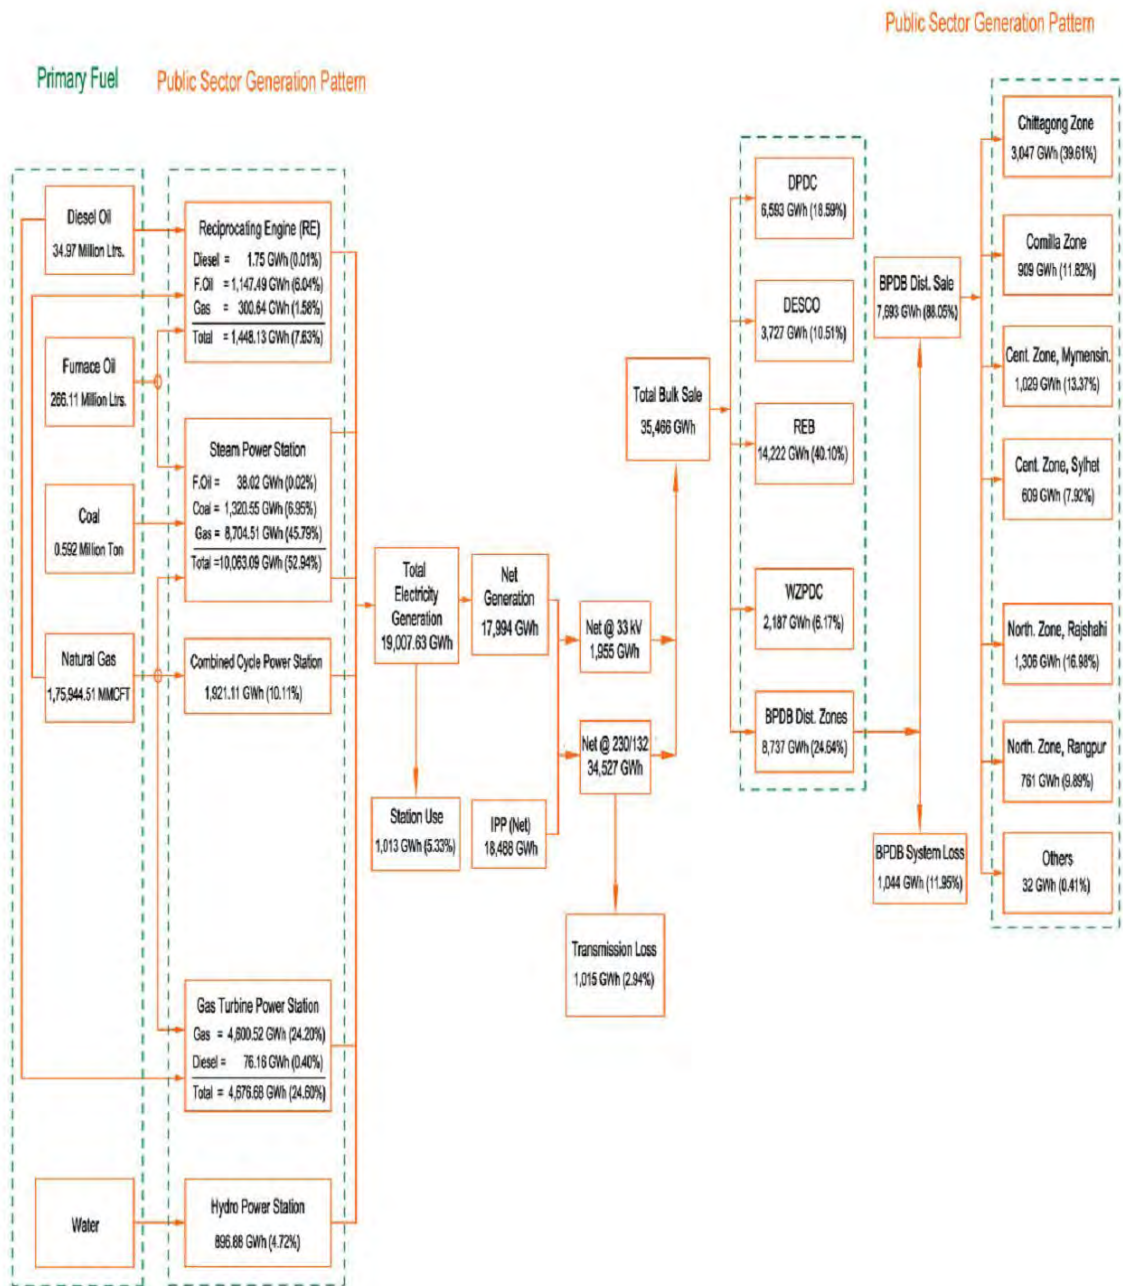 Public Sector Generation Pattern
Primary Fuel
Public Sector Generation Pattern
Diesel Oil
34.97 Million Ltrs.
Furnace Oil
266.11 Million Ltrs.
Coal
0.592 Million Ton
Natural Gas
1,75,944.51 MMCFT
Water
Reciprocating Engine (RE)
Diesel = 1.75 GWh (0.01%)
F.Oil = 1,147.49 GWh (6.04%)
Gas = 300.64 GWh (1.58%)
Total = 1,448.13 GWh (7.63%)
Steam Power Station
F.Oil = 38.02 GWh (0.02%)
Coal = 1,320.55 GWh (6.95%)
Gas = 8,704.51 GWh (45.79%)
Total =10,063.09 GWh (52.94%)
Combined Cycle Power Station
1,921.11 GWh (10.11%)
Gas Turbine Power Station
Gas = 4,600.52 GWh (24.20%)
Diesel = 76.16 GWh (0.40%)
Total = 4,676.68 GWh (24.60%)
Hydro Power Station
896.88 GWh (4.72%)
Total
Electricity
Generation
19,007.63 GWh
Station Use
1,013 GWh (5.33%)
Net
Generation
17,994 GWh
IPP (Net)
18,488 GWh
Net @ 33 kV
1,955 GWh
Net @ 230/132
34,527 GWh
Transmission Loss
1,015 GWh (2.94%)
Total Bulk Sale
35,466 GWh
DPDC
6,593 GWh (18.59%)
DESCO
3,727 GWh (10.51%)
REB
14,222 GWh (40.10%)
WZPDC
2,187 GWh (6.17%)
BPDB Dist. Zones
8,737 GWh (24.64%)
BPDB Dist. Sale
7,693 GWh (88.05%)
BPDB System Loss
1,044 GWh (11.95%)
Chittagong Zone
3,047 GWh (39.61%)
Comilla Zone
909 GWh (11.82%)
Cent. Zone, Mymensin.
1,029 GWh (13.37%)
Cent. Zone, Sylhet
609 GWh (7.92%)
North. Zone, Rajshahi
1,306 GWh (16.98%)
North. Zone, Rangpur
761 GWh (9.89%)
Others
32 GWh (0.41%)